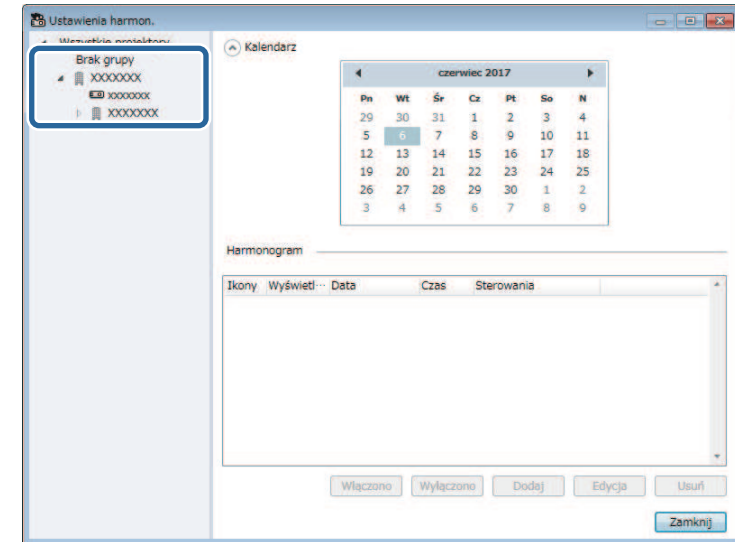 Ustawienia harmon.
Wszystkie projektory
Brak grupy
XXXXXXX
XXXXXXX
XXXXXXX
Kalendarz
czerwiec 2017
Pn Wt Śr Cz Pt So N
29 30 31 1 2 3 4
5 6 7 8 9 10 11
12 13 14 15 16 17 18
19 20 21 22 23 24 25
26 27 28 29 30 1 2
3 4 5 6 7 8 9
Harmonogram
Ikony Wyświetl... Data Czas Sterowania
Włączono Wyłączono Dodaj Edycja Usuń
Zamknij